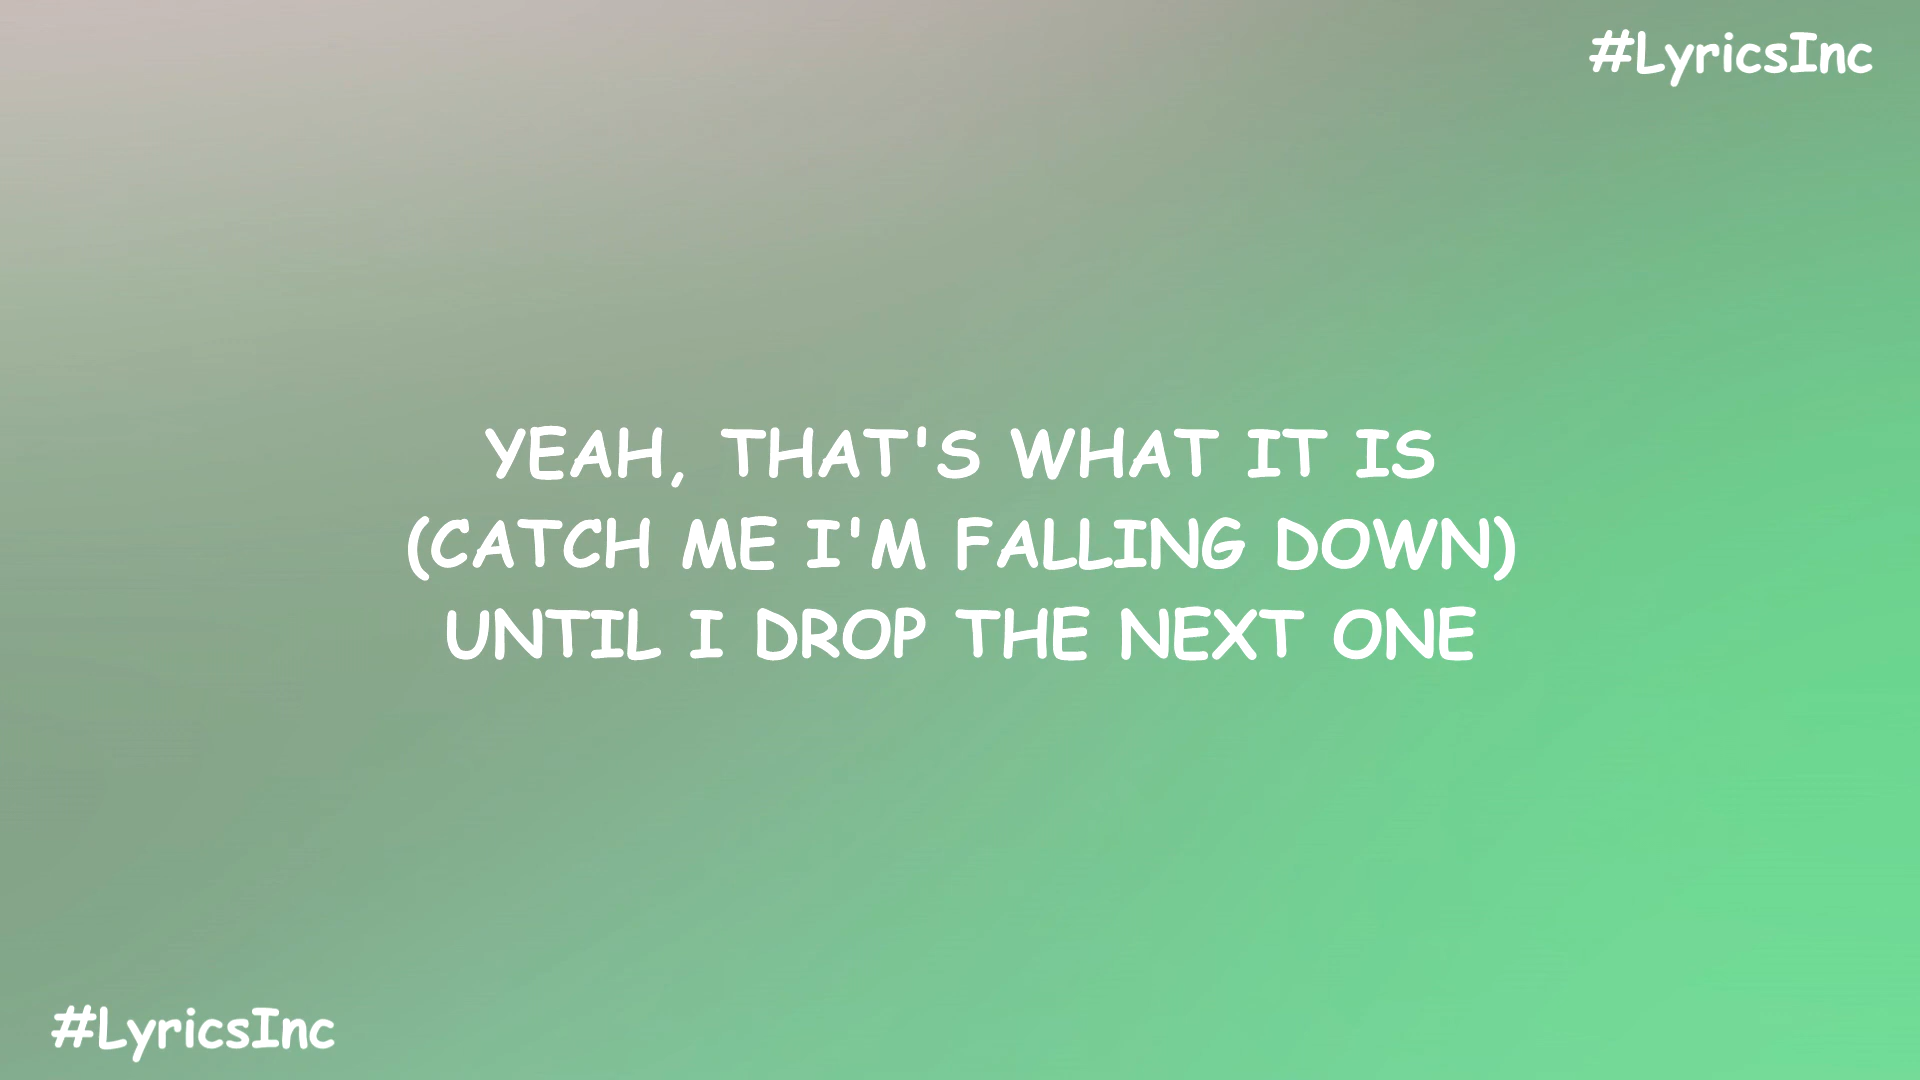 #LyricsInc
YEAH, THAT'S WHAT IT IS
(CATCH ME I'M FALLING DOWN)
UNTIL I DROP THE NEXT ONE
#LyricsInc